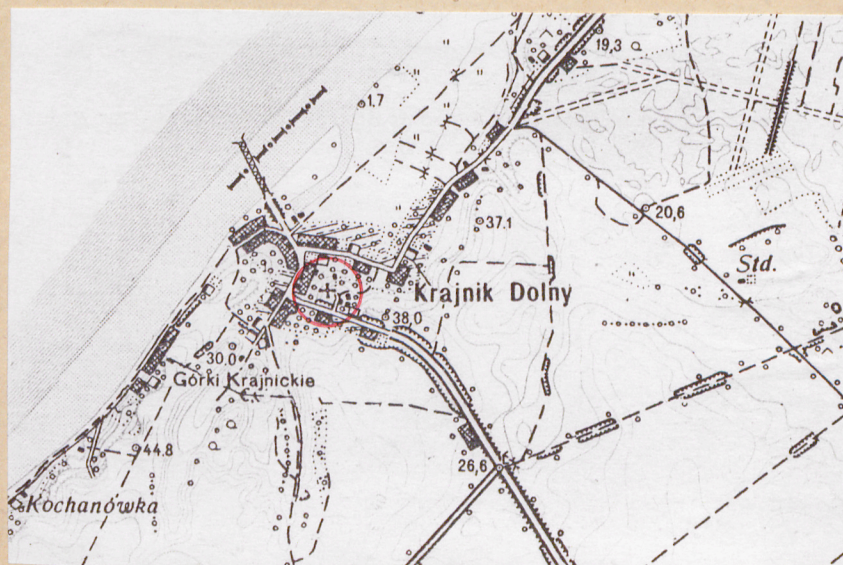 19,3
1.7
20,6
37.1
Std.
Krajnik Dolny
38,0
30.0
Górki Krajnickie
44,8
26,6
Kochanówka